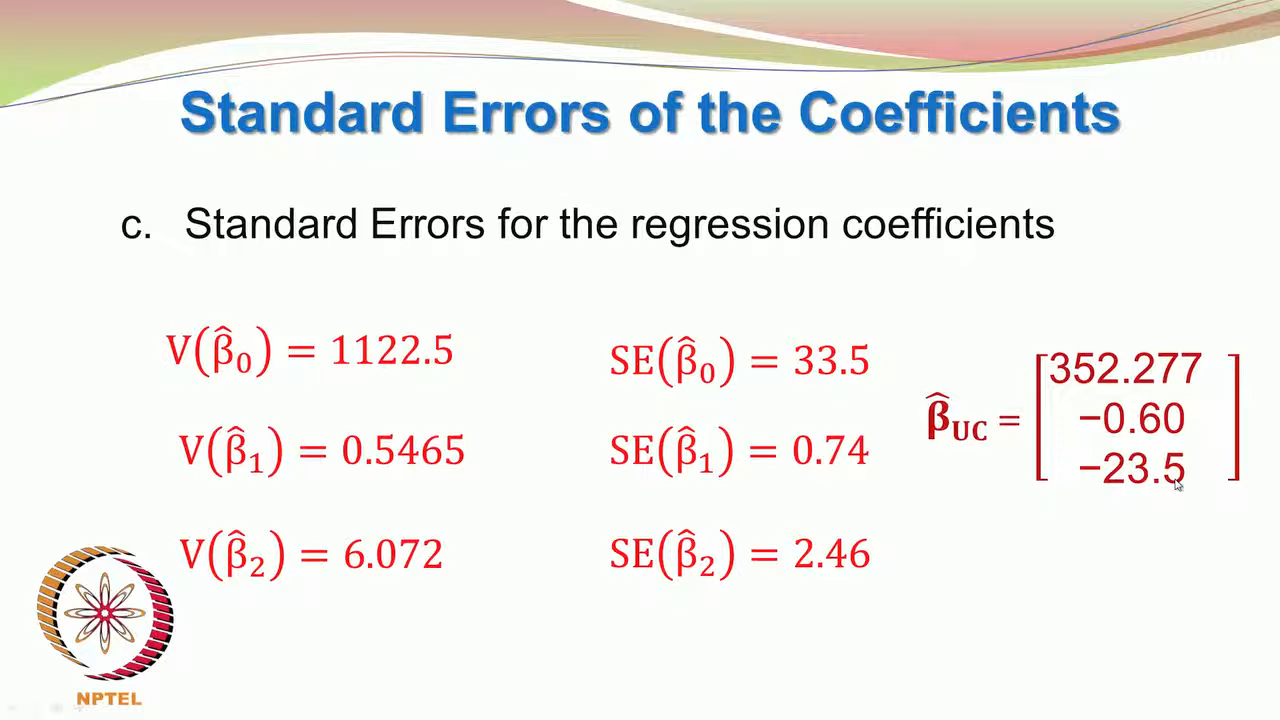 Standard Errors of the Coefficients
c. Standard Errors for the regression coefficients
V(β̂₀) = 1122.5
SE(β̂₀) = 33.5
V(β̂₁) = 0.5465
SE(β̂₁) = 0.74
V(β̂₂) = 6.072
SE(β̂₂) = 2.46
β̂UC = [352.277
−0.60
−23.5]
NPTEL